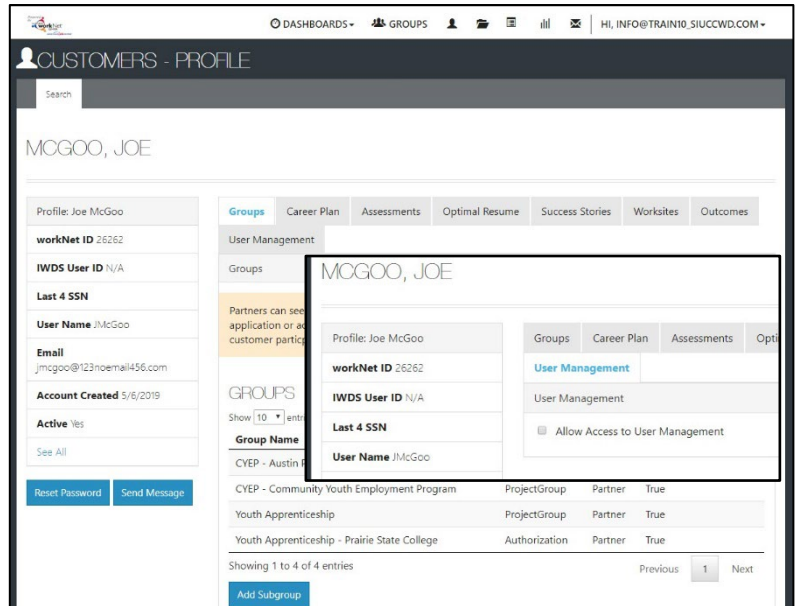 workNet
DASHBOARDS GROUPS HI, INFO@TRAIN10_SIUCCWD.COM
CUSTOMERS - PROFILE
Search
MCGOO, JOE
Profile: Joe McGoo
workNet ID 26262
IWDS User ID N/A
Last 4 SSN
User Name JMcGoo
Email
jmcgoo@123noemail456.com
Account Created 5/6/2019
Active Yes
See All
Reset Password Send Message
Groups Career Plan Assessments Optimal Resume Success Stories Worksites Outcomes
User Management
Groups
Partners can see
application or ac
customer particp
GROUPS
Show 10 entr
Group Name
CYEP - Austin P
CYEP - Community Youth Employment Program ProjectGroup Partner True
Youth Apprenticeship ProjectGroup Partner True
Youth Apprenticeship - Prairie State College Authorization Partner True
Showing 1 to 4 of 4 entries Previous 1 Next
Add Subgroup
MCGOO, JOE
Profile: Joe McGoo
workNet ID 26262
IWDS User ID N/A
Last 4 SSN
User Name JMcGoo
Groups Career Plan Assessments Opti
User Management
User Management
Allow Access to User Management